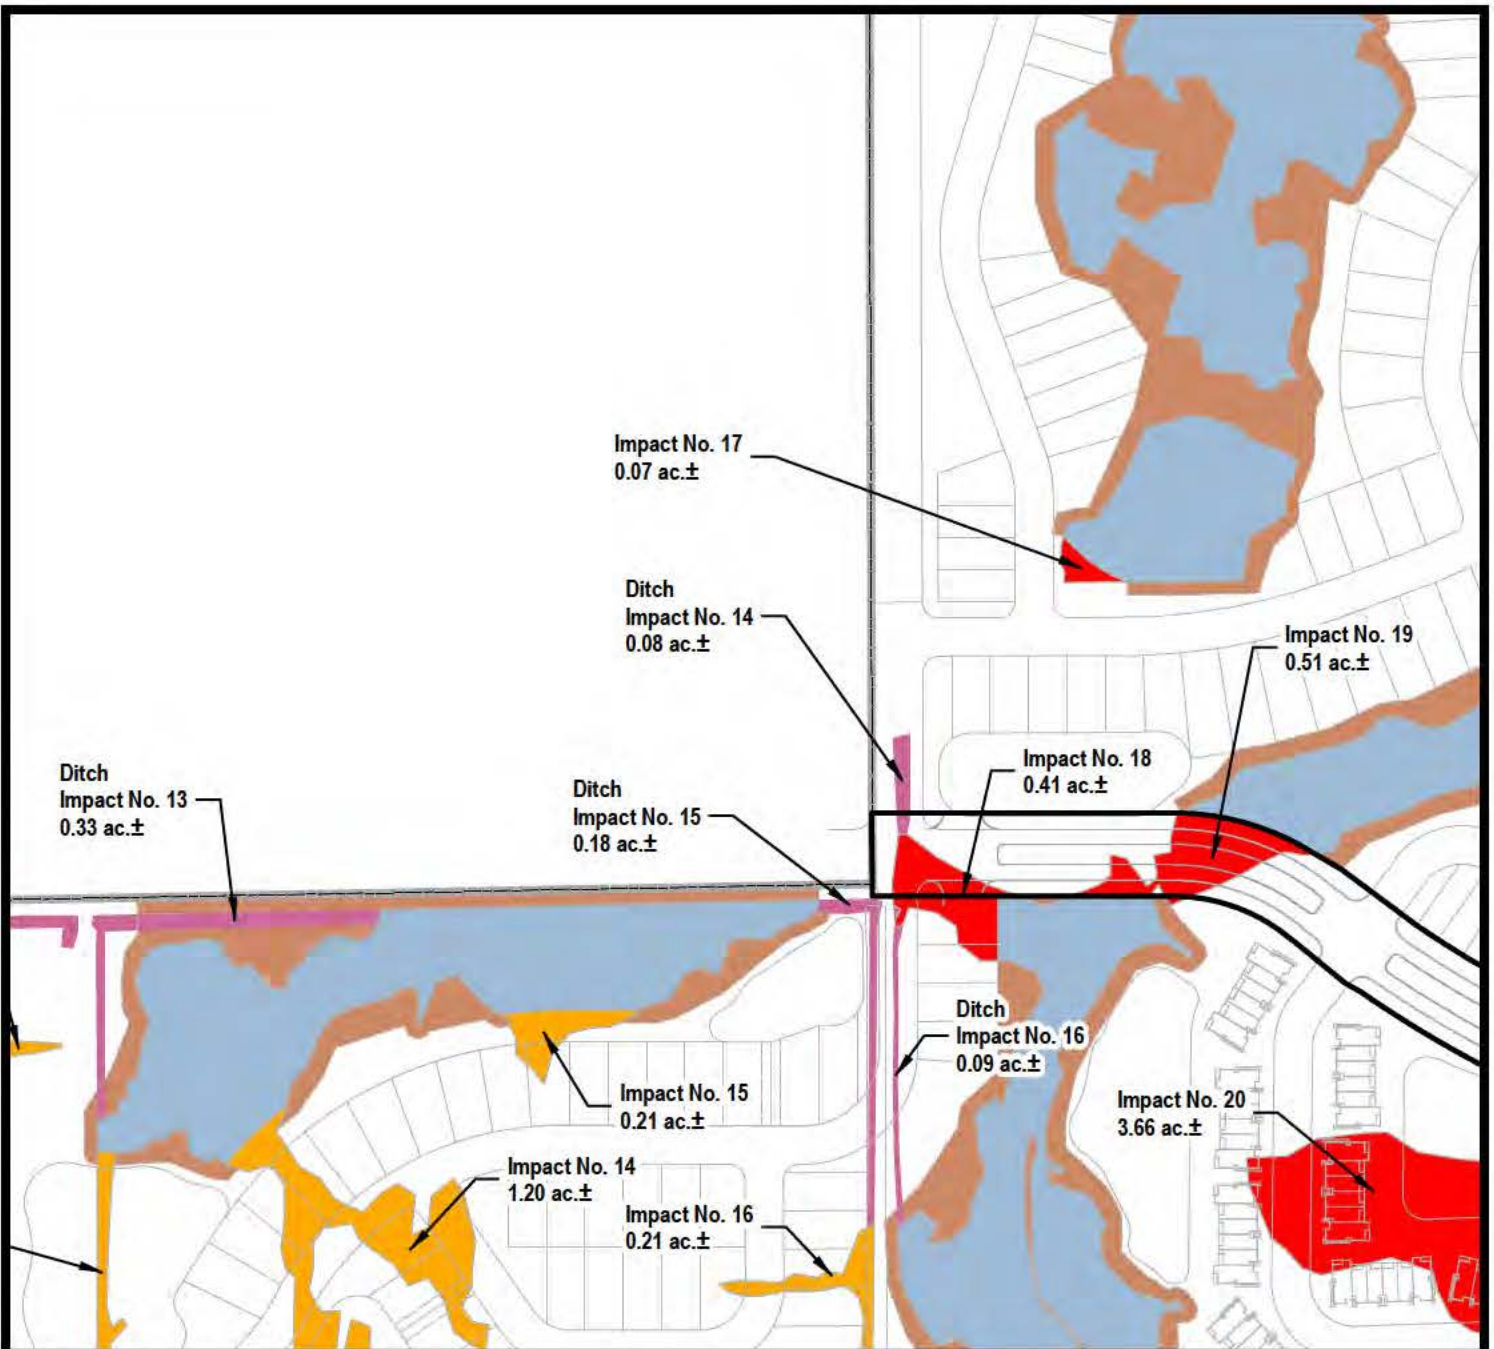 Impact No. 17
0.07 ac.±
Ditch
Impact No. 14
0.08 ac.±
Impact No. 19
0.51 ac.±
Impact No. 18
0.41 ac.±
Ditch
Impact No. 13
0.33 ac.±
Ditch
Impact No. 15
0.18 ac.±
Ditch
Impact No. 16
0.09 ac.±
Impact No. 15
0.21 ac.±
Impact No. 20
3.66 ac.±
Impact No. 14
1.20 ac.±
Impact No. 16
0.21 ac.±